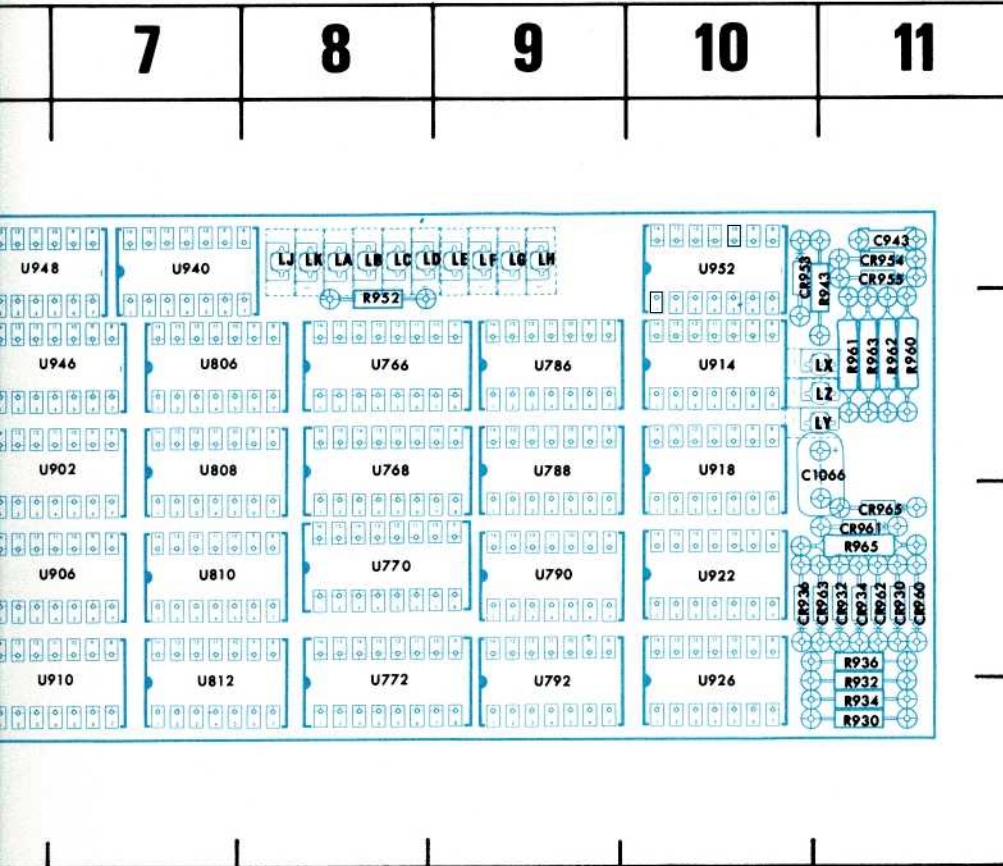 7 8 9 10 11
C943
U948 U940 LJ LK LA LB LC LD LE LF LG LH U952 CR953 R943 CR954
CR955
R952
U946 U806 U766 U786 U914 LX R961 R963 R962 R960
LZ
LY
U902 U808 U768 U788 U918 C1066
CR965
CR961
R965
U906 U810 U770 U790 U922 CR936 CR963 CR932 CR934 CR962 CR930 CR960
R936
U910 U812 U772 U792 U926 R932
R934
R930